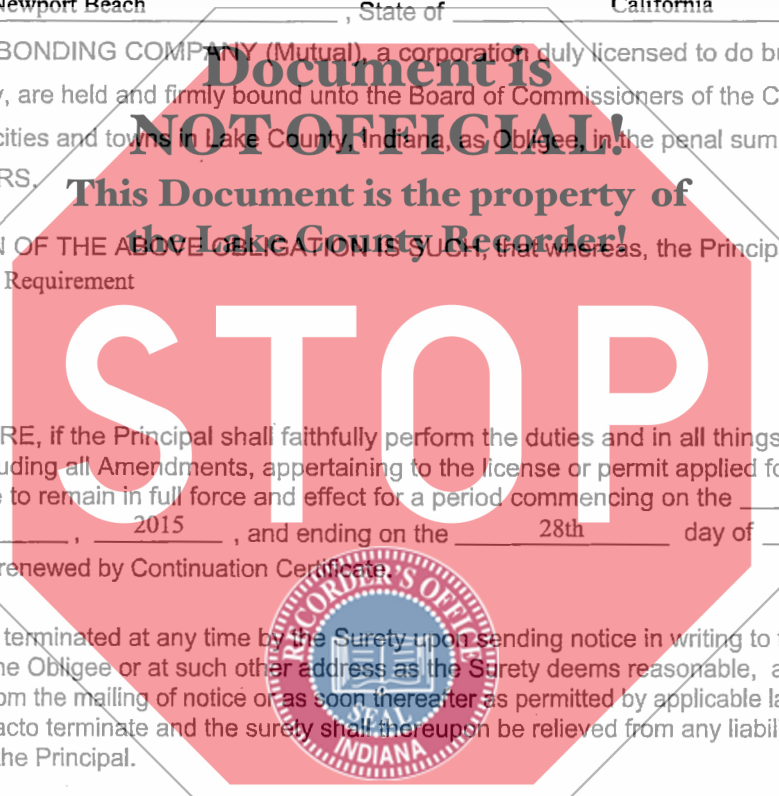 Newport Beach , State of California
BONDING COMPANY (Mutual), a corporation duly licensed to do bu
Document is
, are held and firmly bound unto the Board of Commissioners of the C
NOT OFFICIAL!
cities and towns in Lake County, Indiana, as Obligee, in the penal sum
RS,
This Document is the property of
the Lake County Recorder!
N OF THE ABOVE OBLIGATION IS SUCH, that whereas, the Princip
Requirement
STOP
RE, if the Principal shall faithfully perform the duties and in all things
uding all Amendments, appertaining to the license or permit applied fo
e to remain in full force and effect for a period commencing on the
, 2015 , and ending on the 28th day of
renewed by Continuation Certificate.
RECORDER'S OFFICE
terminated at any time by the Surety upon sending notice in writing to
he Obligee or at such other address as the Surety deems reasonable, a
om the mailing of notice or as soon thereafter as permitted by applicable la
SEAL
acto terminate and the surety shall thereupon be relieved from any liabili
INDIANA
the Principal.